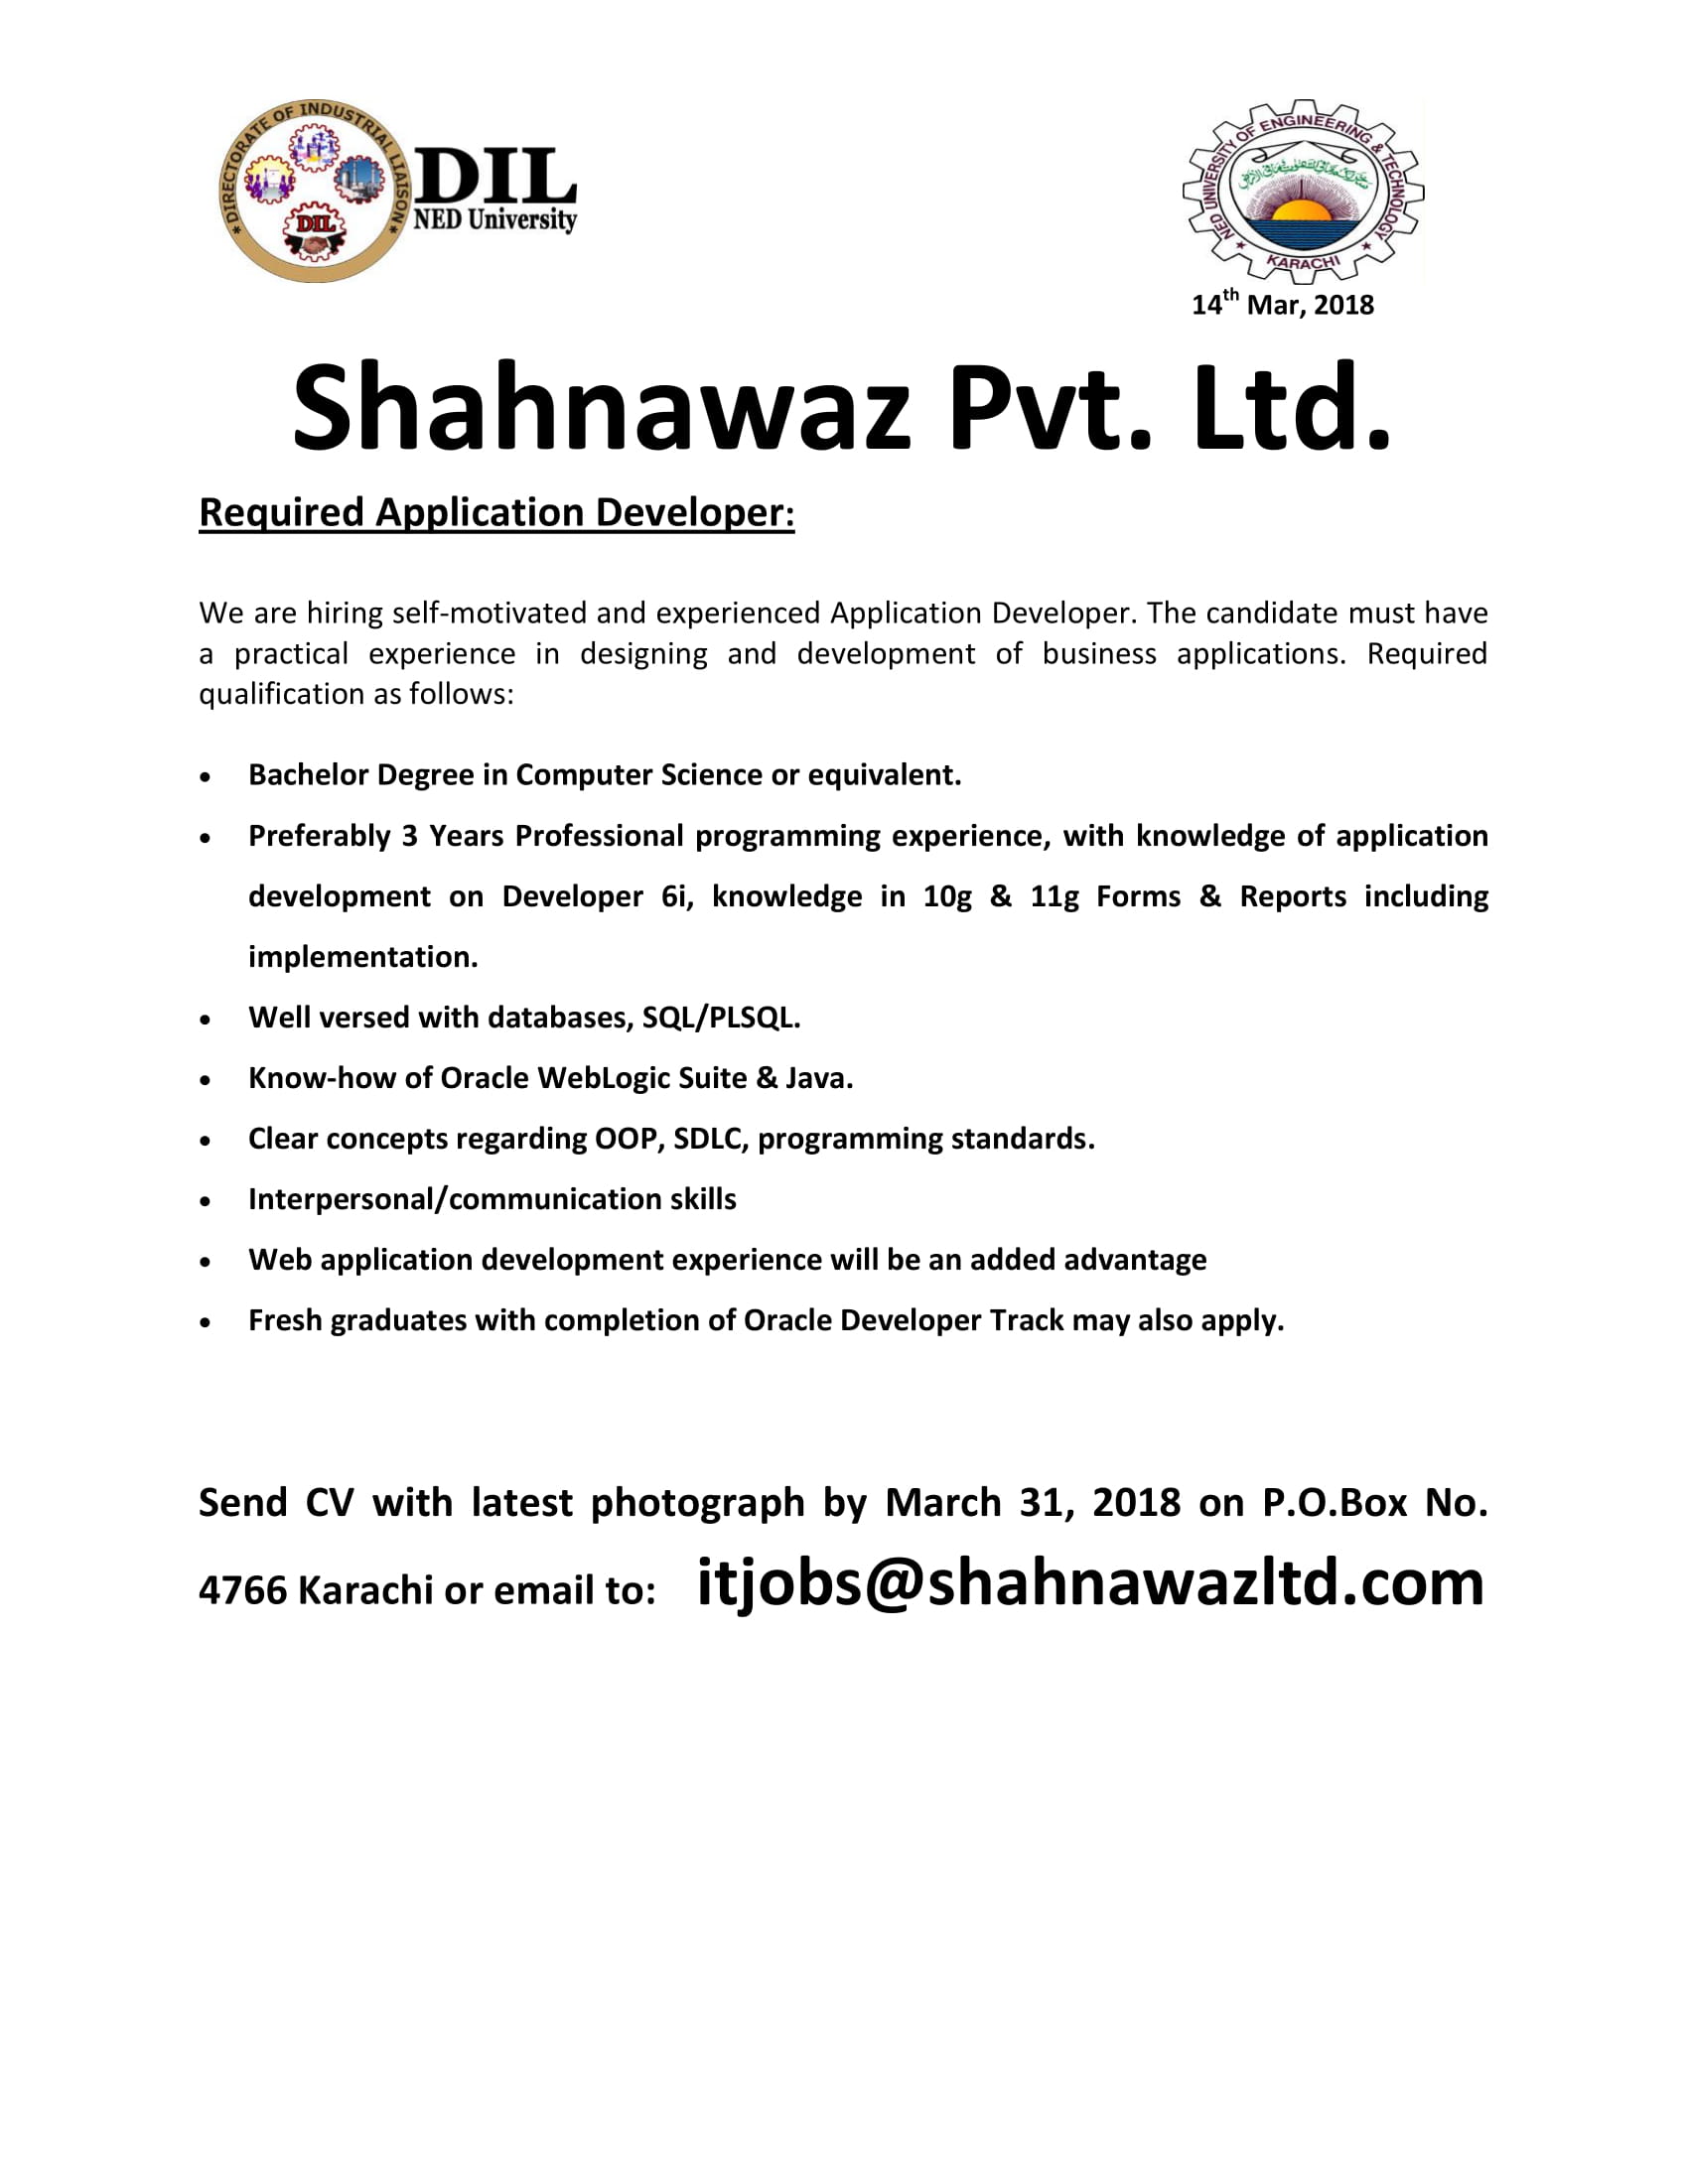 DIRECTORATE OF INDUSTRIAL LIAISON
DIL
DIL
NED University
NED UNIVERSITY OF ENGINEERING & TECHNOLOGY
KARACHI
14th Mar, 2018
Shahnawaz Pvt. Ltd.
Required Application Developer:
We are hiring self-motivated and experienced Application Developer. The candidate must have
a practical experience in designing and development of business applications. Required
qualification as follows:
• Bachelor Degree in Computer Science or equivalent.
• Preferably 3 Years Professional programming experience, with knowledge of application
development on Developer 6i, knowledge in 10g & 11g Forms & Reports including
implementation.
• Well versed with databases, SQL/PLSQL.
• Know-how of Oracle WebLogic Suite & Java.
• Clear concepts regarding OOP, SDLC, programming standards.
• Interpersonal/communication skills
• Web application development experience will be an added advantage
• Fresh graduates with completion of Oracle Developer Track may also apply.
Send CV with latest photograph by March 31, 2018 on P.O.Box No.
4766 Karachi or email to: itjobs@shahnawazltd.com